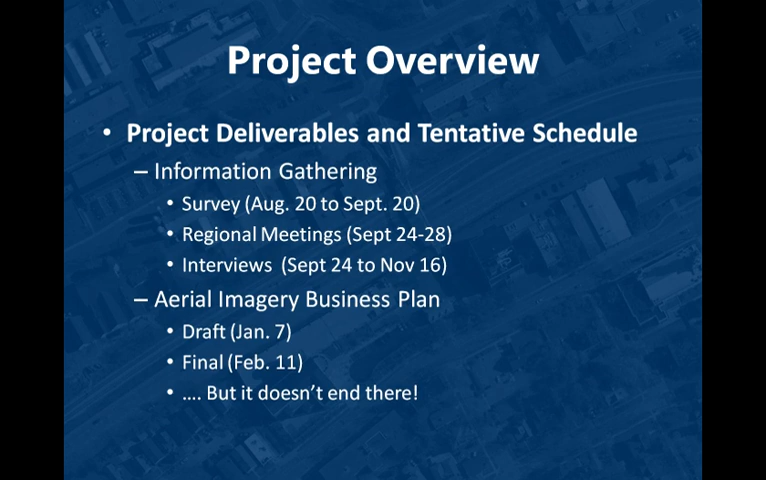 Project Overview
• Project Deliverables and Tentative Schedule
– Information Gathering
• Survey (Aug. 20 to Sept. 20)
• Regional Meetings (Sept 24-28)
• Interviews (Sept 24 to Nov 16)
– Aerial Imagery Business Plan
• Draft (Jan. 7)
• Final (Feb. 11)
• .... But it doesn’t end there!